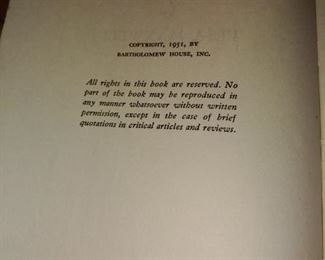 COPYRIGHT, 1951, BY
BARTHOLOMEW HOUSE, INC.
All rights in this book are reserved. No
part of the book may be reproduced in
any manner whatsoever without written
permission, except in the case of brief
quotations in critical articles and reviews.